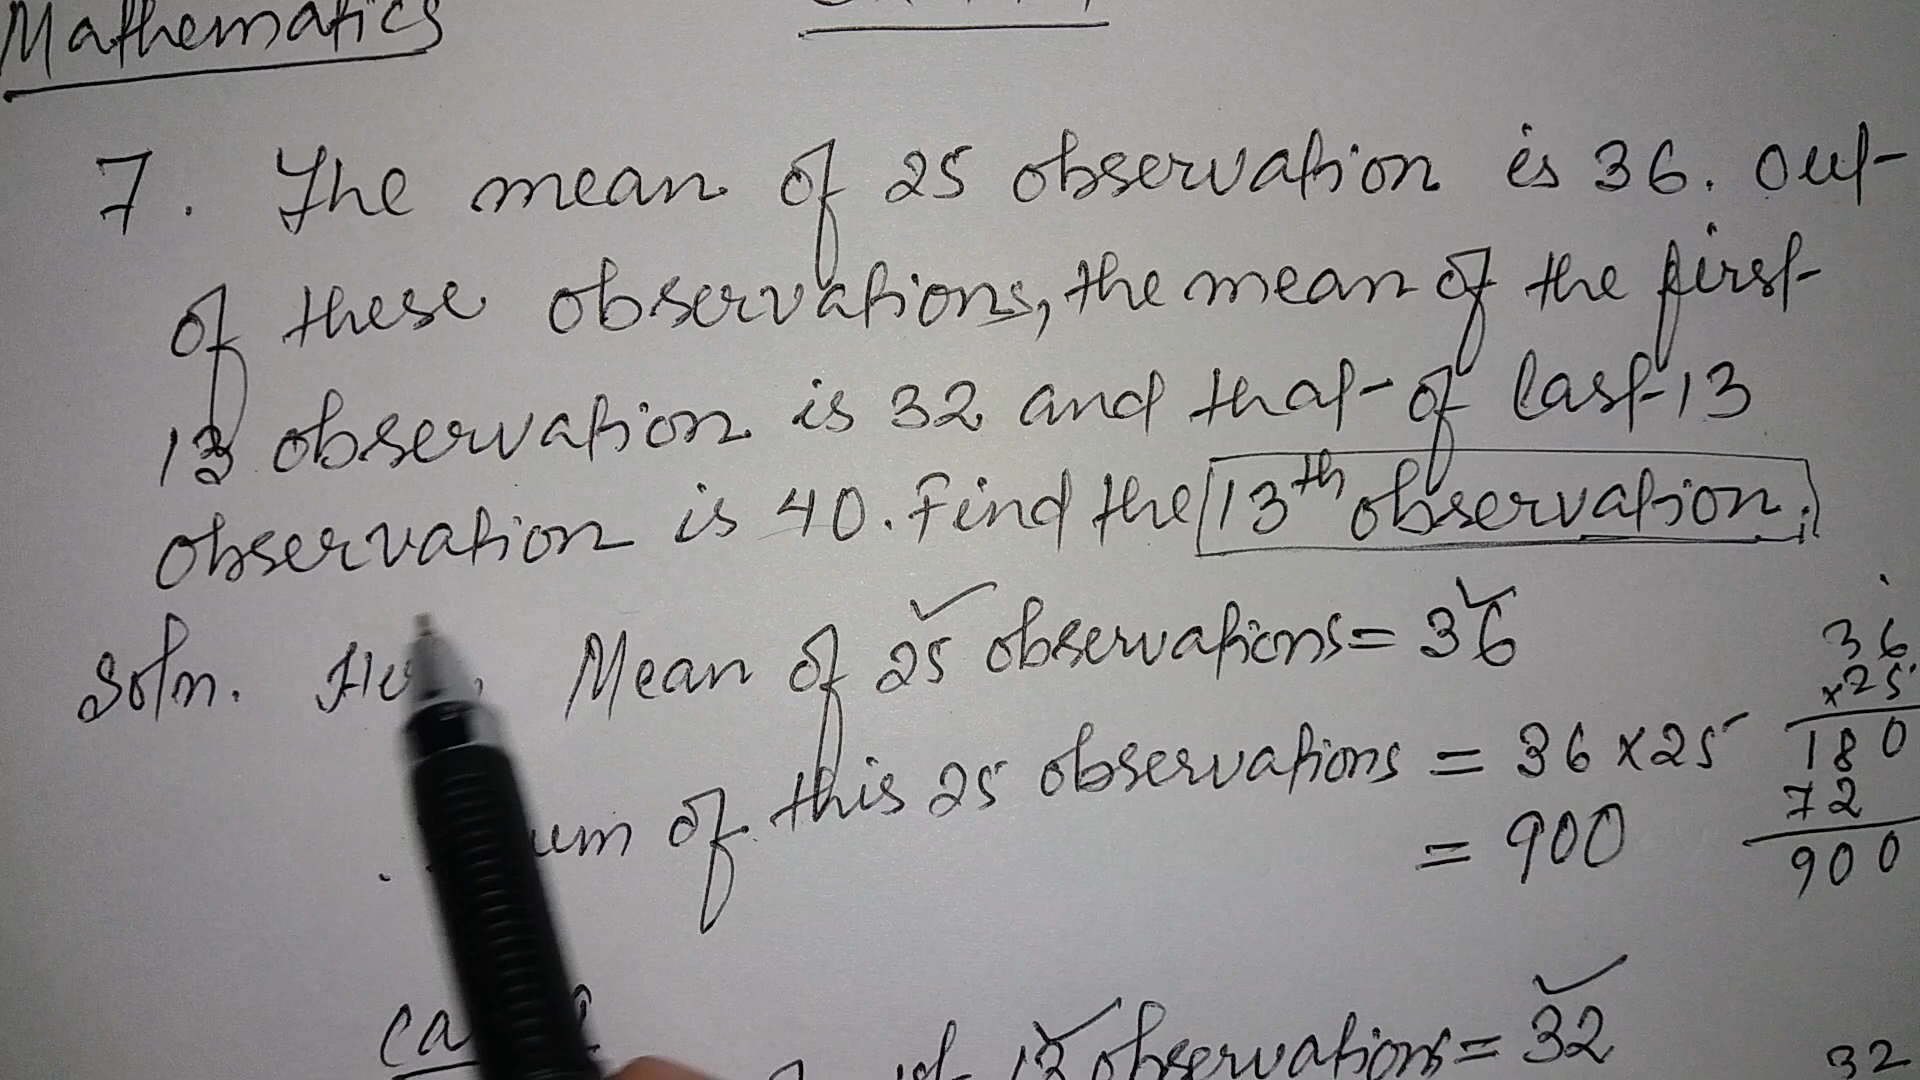 Mathematics
7. The mean of 25 observation is 36. out
of these observations, the mean of the first
13 observation is 32 and that of last 13
observation is 40. Find the 13th observation.
Soln. Mean of 25 observations = 36
of this 25 observations = 36 x 25
= 900
36
x25
180
72
900
13 observations = 32
32